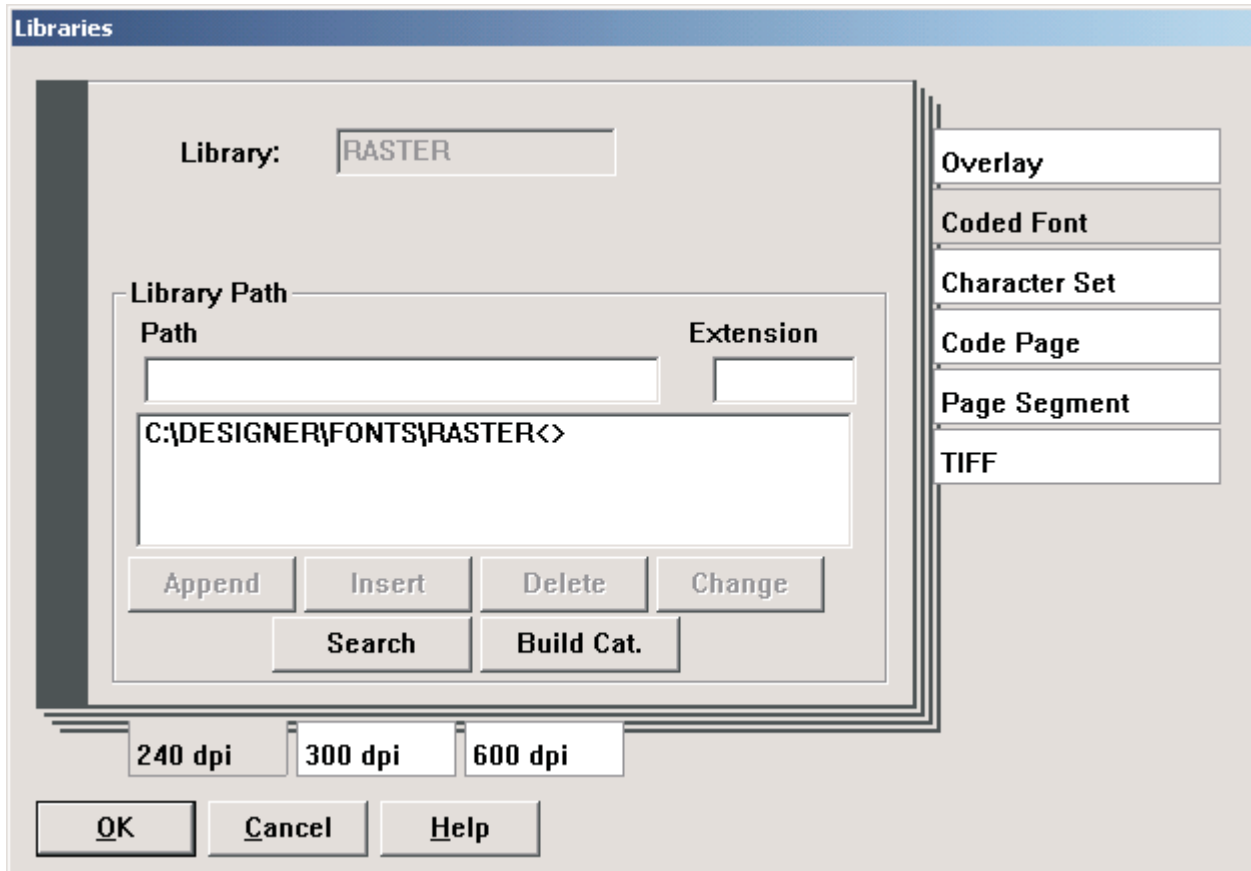 Libraries
Library: RASTER
Overlay
Coded Font
Character Set
Code Page
Page Segment
TIFF
Library Path
Path Extension
C:\DESIGNER\FONTS\RASTER<>
Append Insert Delete Change
Search Build Cat.
240 dpi 300 dpi 600 dpi
OK Cancel Help